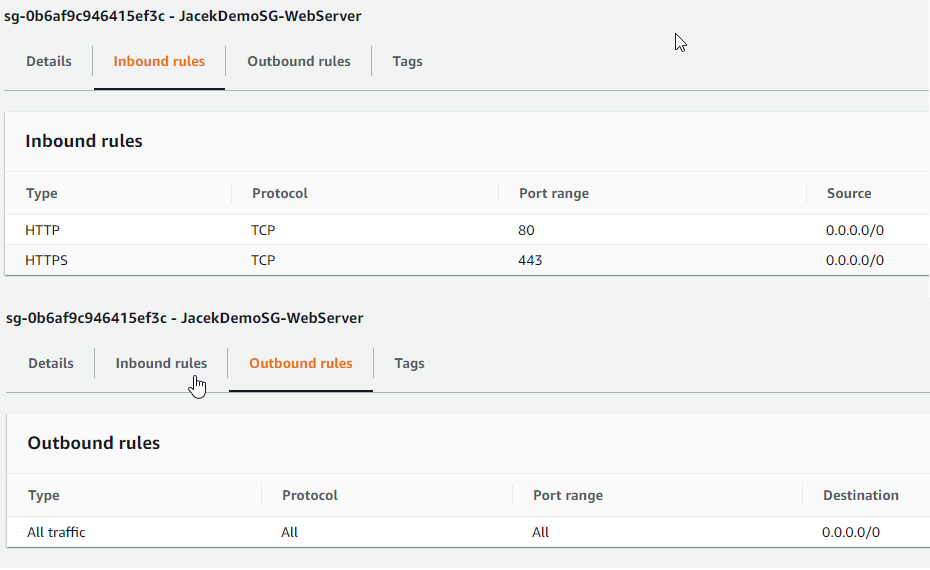 sg-0b6af9c946415ef3c - JacekDemoSG-WebServer
Details Inbound rules Outbound rules Tags
Inbound rules
Type Protocol Port range Source
HTTP TCP 80 0.0.0.0/0
HTTPS TCP 443 0.0.0.0/0
sg-0b6af9c946415ef3c - JacekDemoSG-WebServer
Details Inbound rules Outbound rules Tags
Outbound rules
Type Protocol Port range Destination
All traffic All All 0.0.0.0/0